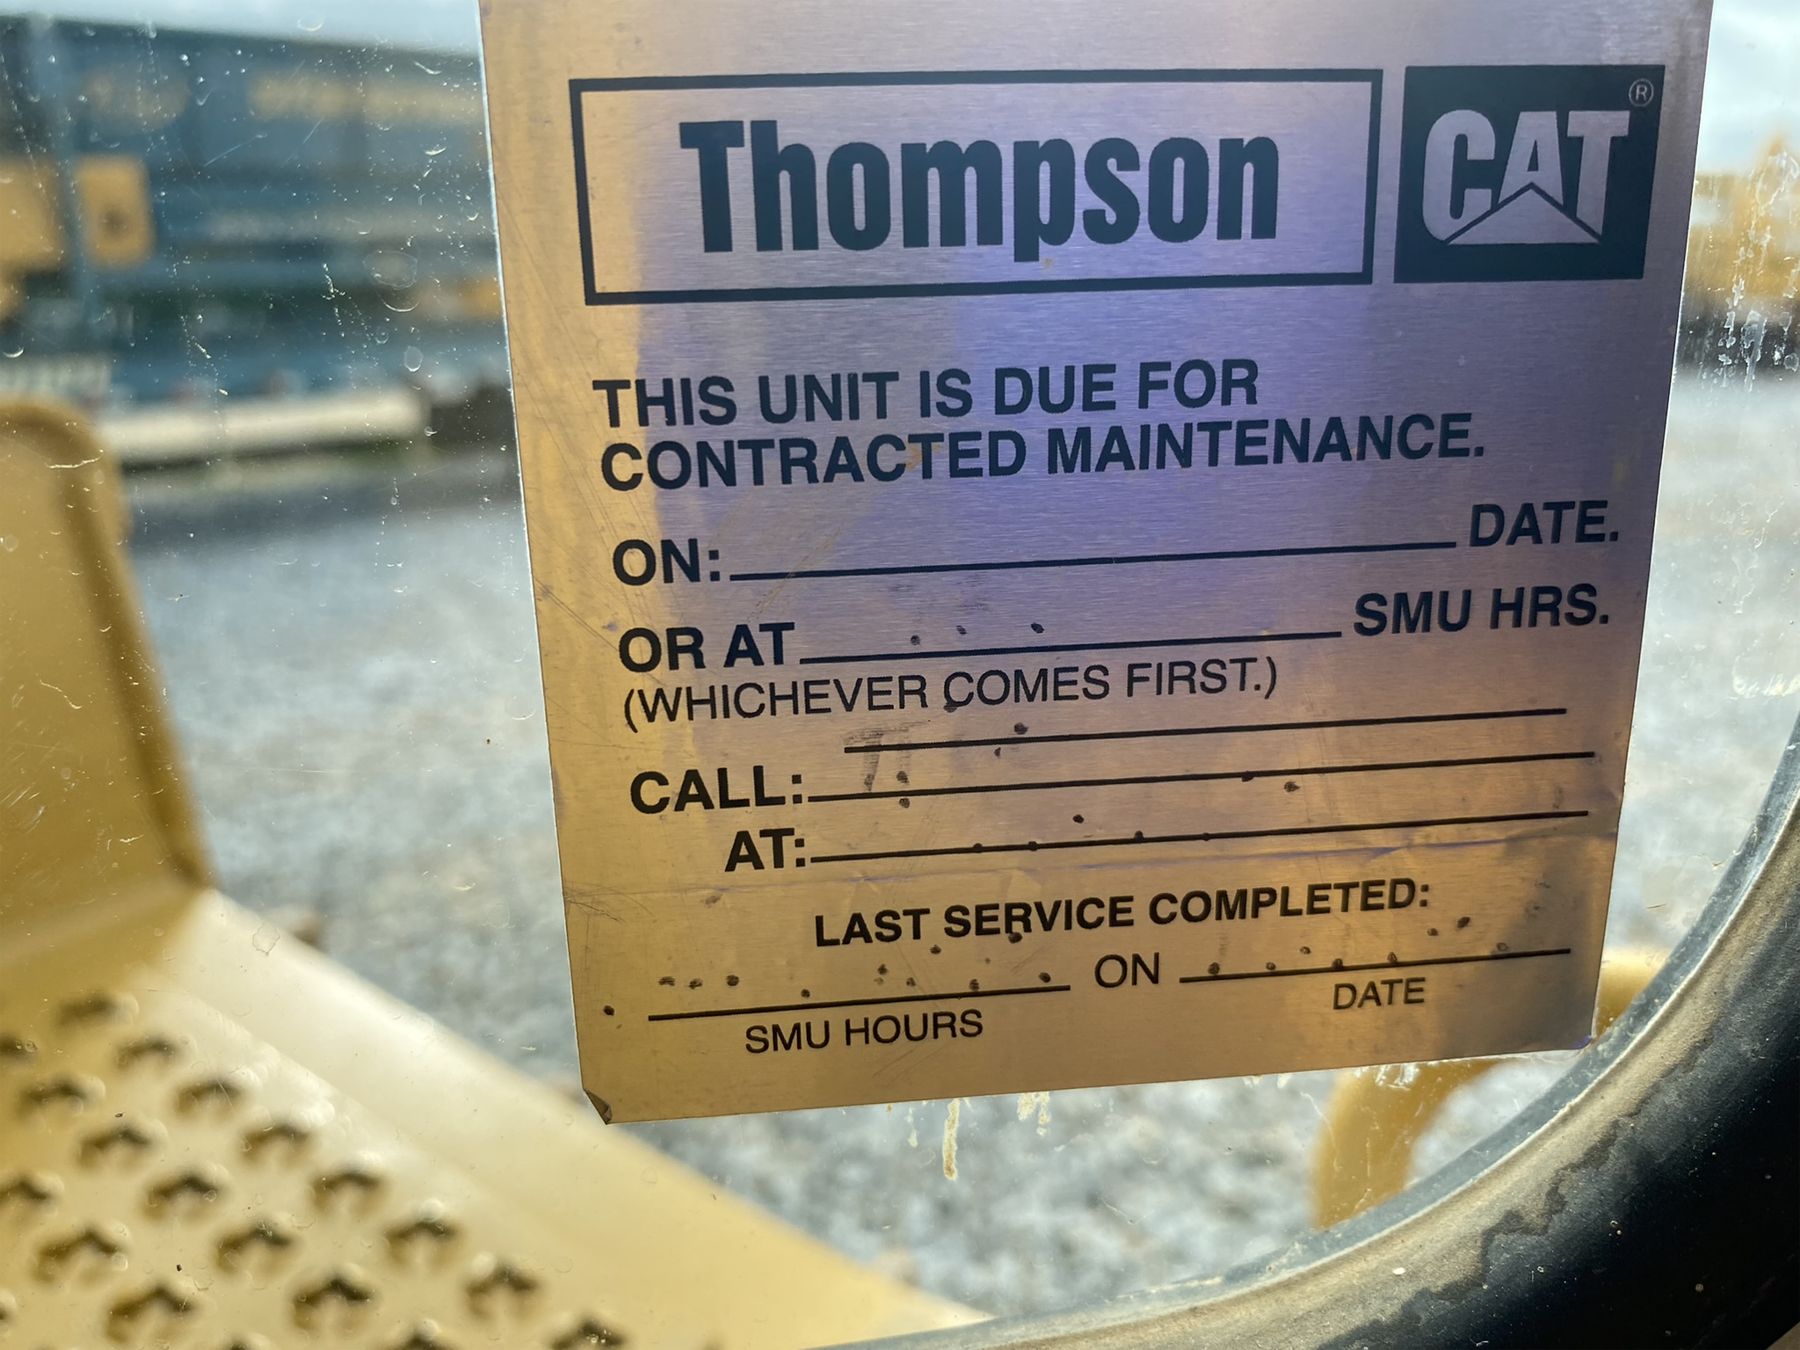 Thompson CAT®
THIS UNIT IS DUE FOR
CONTRACTED MAINTENANCE.
ON: DATE.
OR AT SMU HRS.
(WHICHEVER COMES FIRST.)
CALL:
AT:
LAST SERVICE COMPLETED:
ON
SMU HOURS DATE